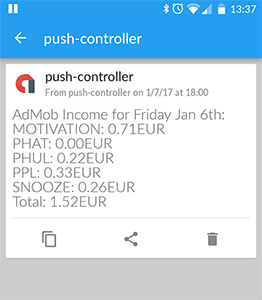 13:37
push-controller
push-controller
From push-controller on 1/7/17 at 18:00
AdMob Income for Friday Jan 6th:
MOTIVATION: 0.71EUR
PHAT: 0.00EUR
PHUL: 0.22EUR
PPL: 0.33EUR
SNOOZE: 0.26EUR
Total: 1.52EUR